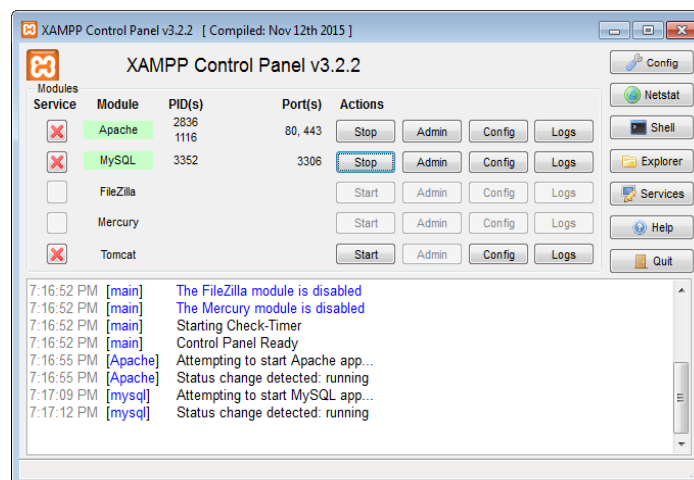 XAMPP Control Panel v3.2.2 [ Compiled: Nov 12th 2015 ]
XAMPP Control Panel v3.2.2
Config
Modules
Service Module PID(s) Port(s) Actions
Netstat
Apache 2836 1116 80, 443 Stop Admin Config Logs
Shell
MySQL 3352 3306 Stop Admin Config Logs
Explorer
FileZilla Start Admin Config Logs
Services
Mercury Start Admin Config Logs
Help
Tomcat Start Admin Config Logs
Quit
7:16:52 PM [main] The FileZilla module is disabled
7:16:52 PM [main] The Mercury module is disabled
7:16:52 PM [main] Starting Check-Timer
7:16:52 PM [main] Control Panel Ready
7:16:55 PM [Apache] Attempting to start Apache app...
7:16:55 PM [Apache] Status change detected: running
7:17:09 PM [mysql] Attempting to start MySQL app...
7:17:12 PM [mysql] Status change detected: running